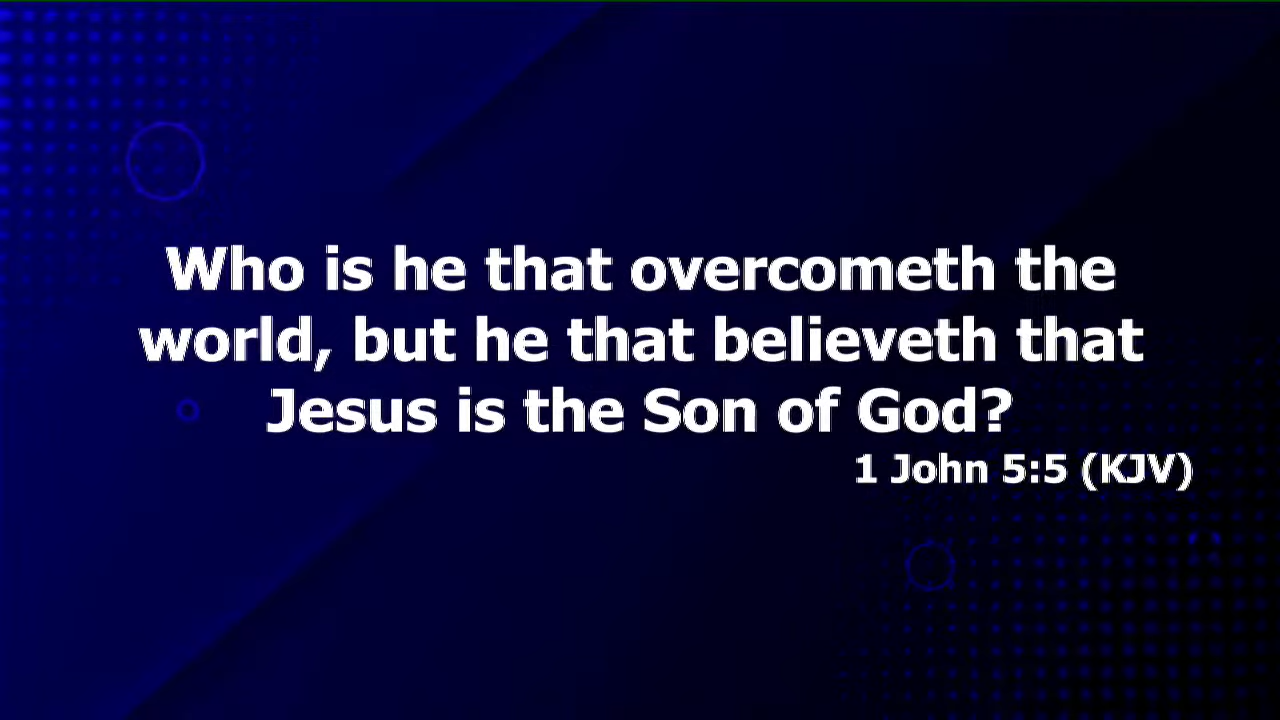 Who is he that overcometh the
world, but he that believeth that
Jesus is the Son of God?
1 John 5:5 (KJV)